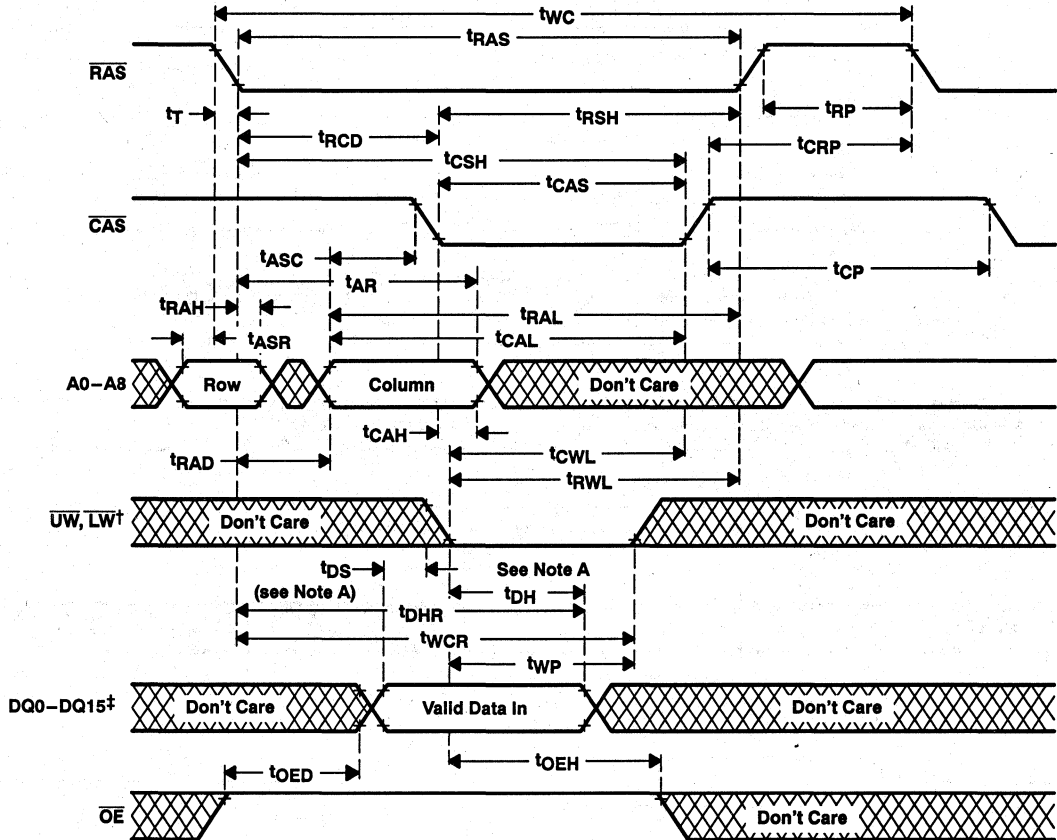 tWC
tRAS
RAS
tT
tRSH
tRP
tRCD
tCRP
tCSH
tCAS
CAS
tASC
tAR
tCP
tRAH
tRAL
tASR
tCAL
A0–A8
Row
Column
Don't Care
tCAH
tCWL
tRAD
tRWL
UW, LW†
Don't Care
Don't Care
tDS
See Note A
(see Note A)
tDH
tDHR
tWCR
tWP
DQ0–DQ15‡
Don't Care
Valid Data In
Don't Care
tOED
tOEH
OE
Don't Care